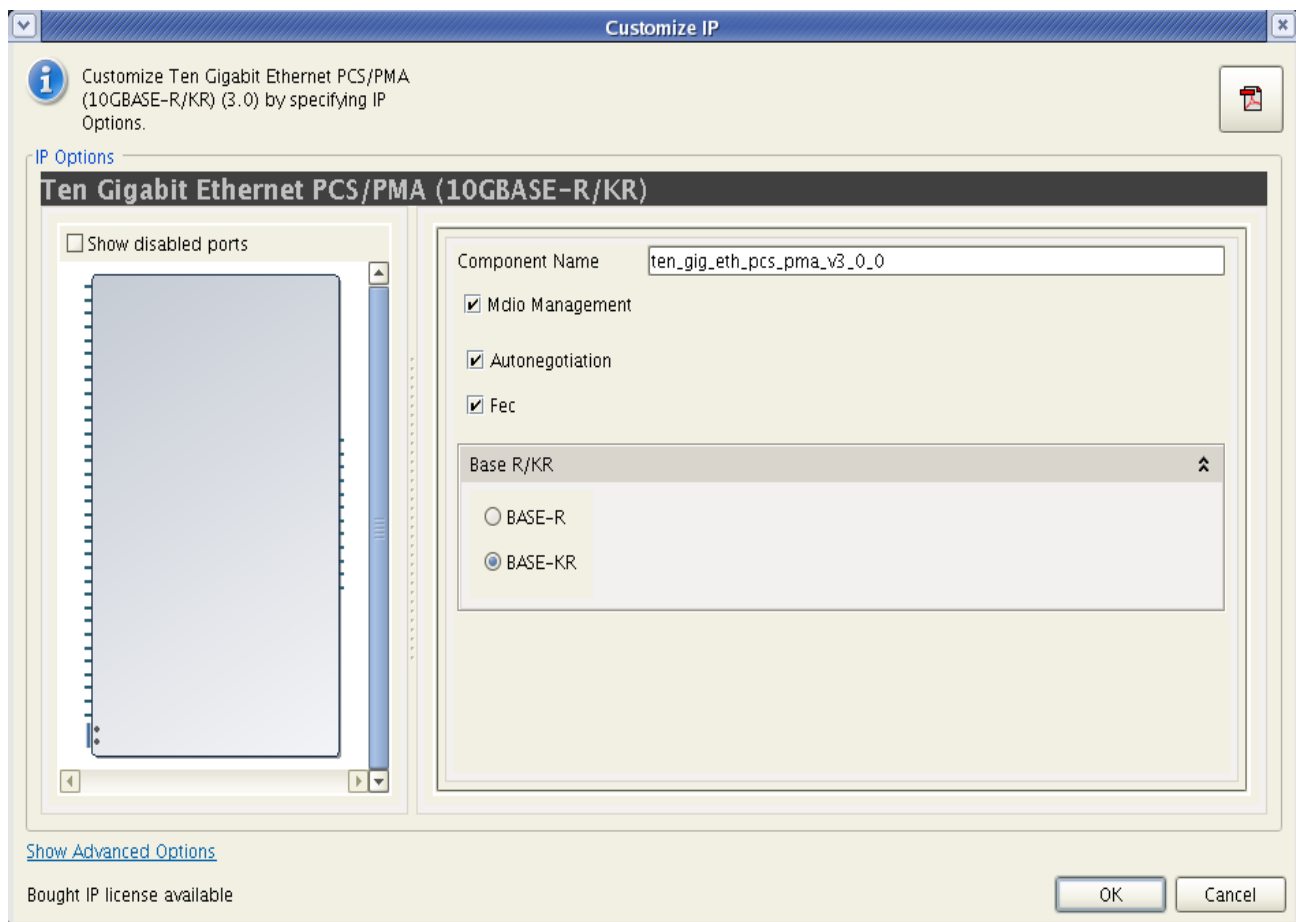 Customize IP
Customize Ten Gigabit Ethernet PCS/PMA
(10GBASE-R/KR) (3.0) by specifying IP
Options.
IP Options
Ten Gigabit Ethernet PCS/PMA (10GBASE-R/KR)
Show disabled ports
Component Name ten_gig_eth_pcs_pma_v3_0_0
Mdio Management
Autonegotiation
Fec
Base R/KR
BASE-R
BASE-KR
Show Advanced Options
Bought IP license available
OK Cancel